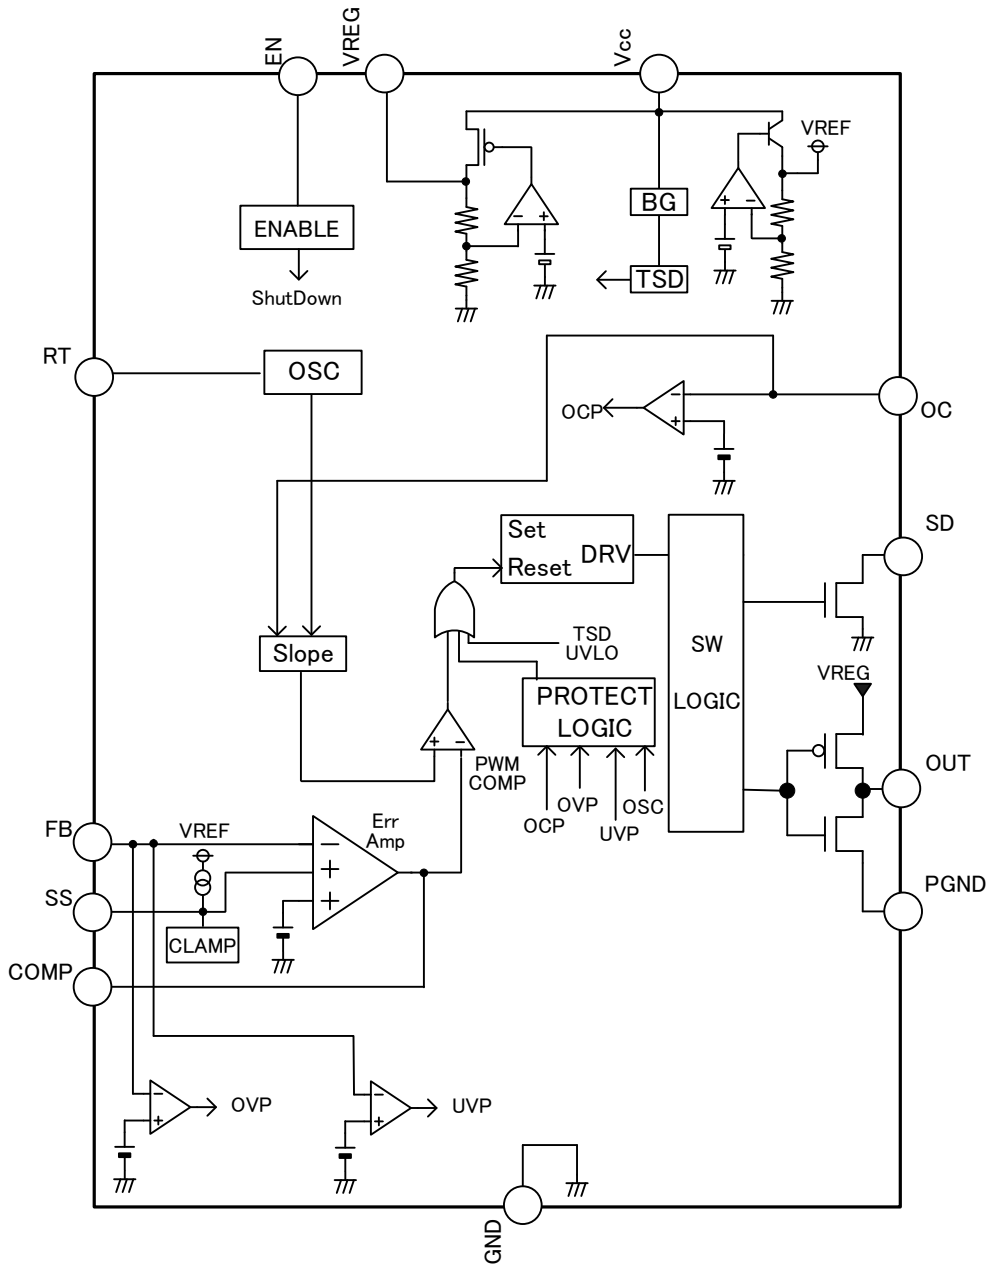 EN
VREG
Vcc
VREF
ENABLE
BG
TSD
ShutDown
- +
+ -
RT
OSC
OCP
-
+
OC
SD
Set
Reset
DRV
Slope
TSD
UVLO
SW
LOGIC
VREG
PROTECT
LOGIC
+ -
PWM
COMP
OUT
OCP
OVP
UVP
OSC
FB
VREF
Err
Amp
-
+
+
SS
CLAMP
PGND
COMP
-
+
OVP
-
+
UVP
GND